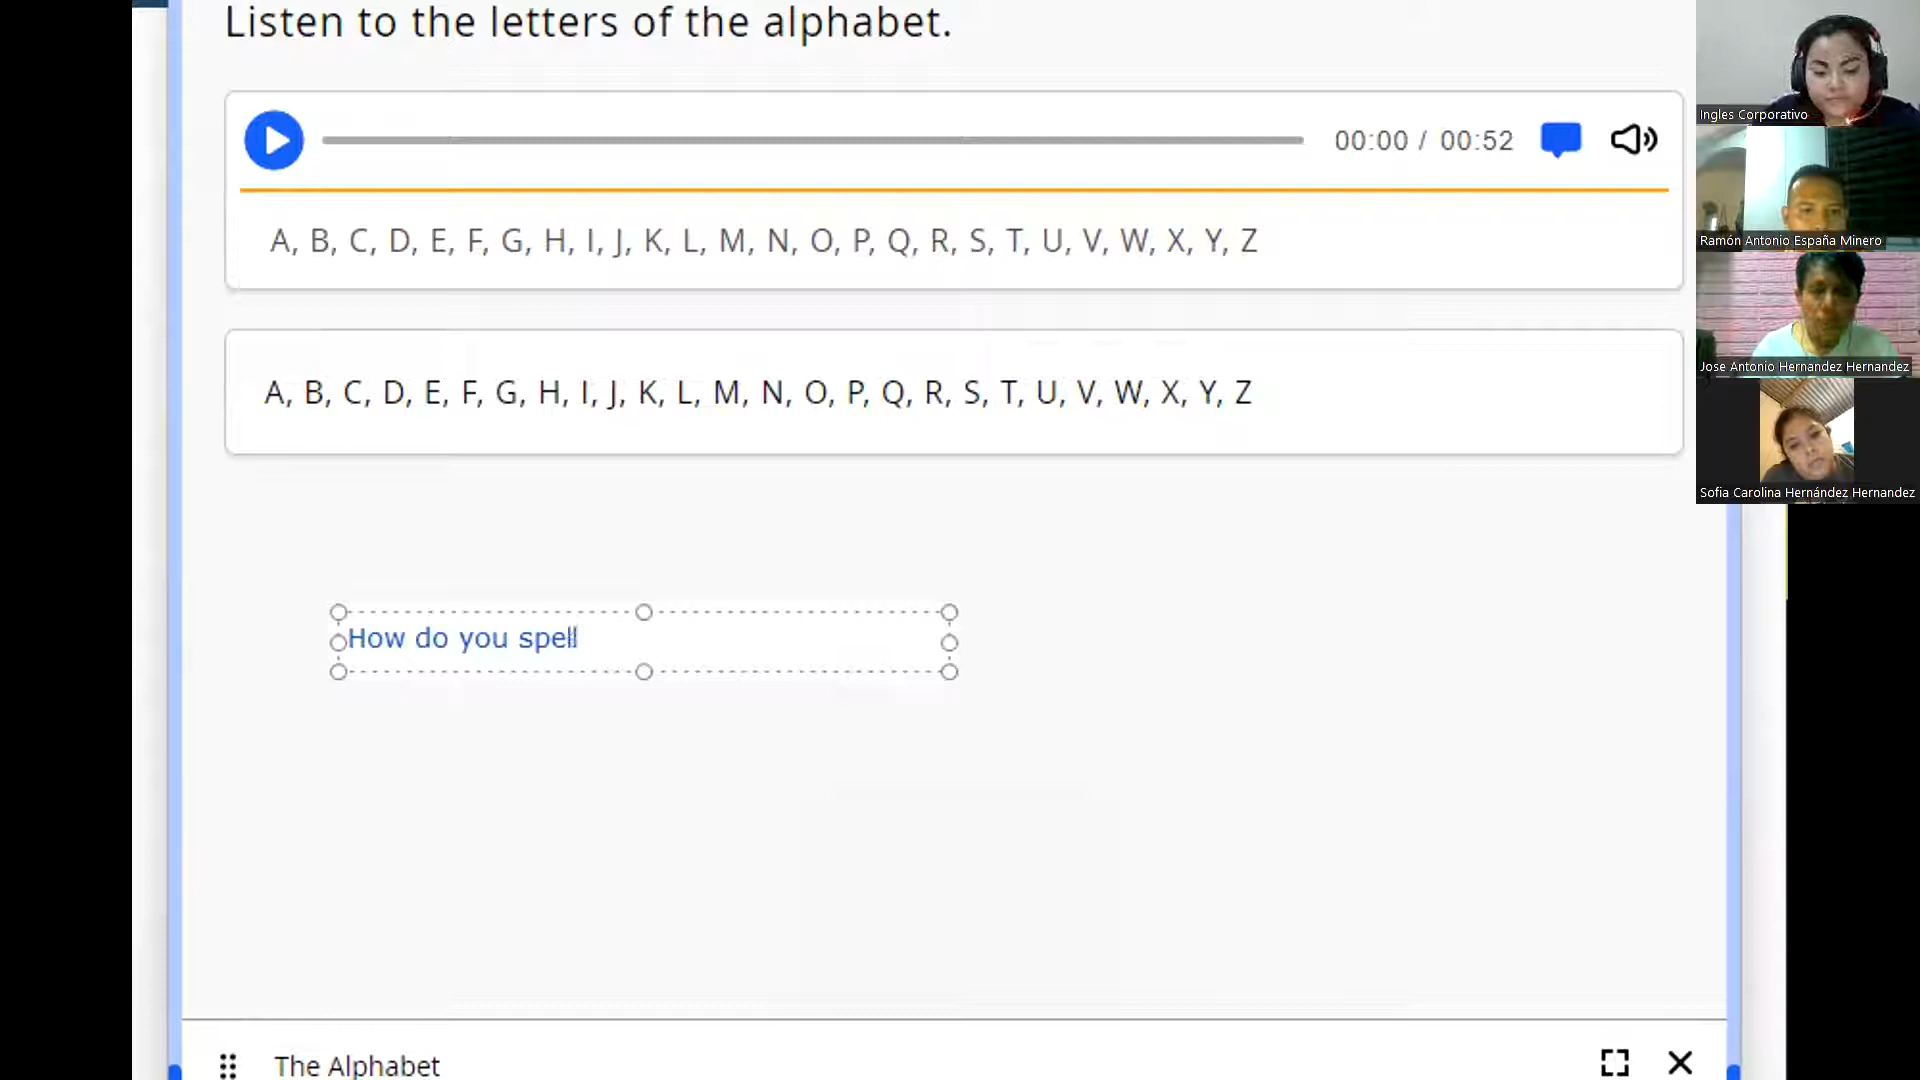 Listen to the letters of the alphabet.
00:00 / 00:52
A, B, C, D, E, F, G, H, I, J, K, L, M, N, O, P, Q, R, S, T, U, V, W, X, Y, Z
A, B, C, D, E, F, G, H, I, J, K, L, M, N, O, P, Q, R, S, T, U, V, W, X, Y, Z
How do you spell
The Alphabet
Ingles Corporativo
Ramón Antonio España Minero
Jose Antonio Hernandez Hernandez
Sofia Carolina Hernández Hernandez